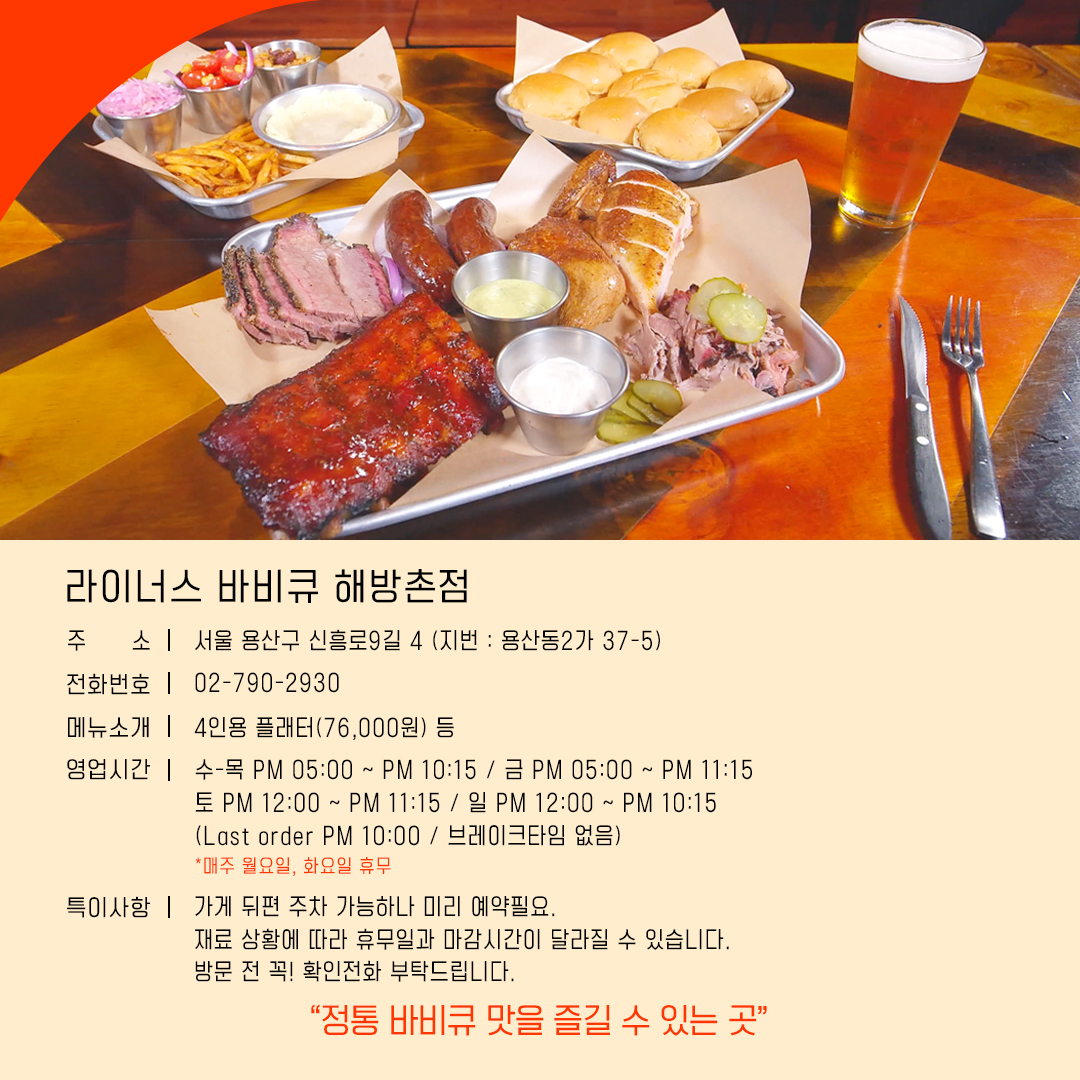 라이너스 바비큐 해방촌점
주 소 | 서울 용산구 신흥로9길 4 (지번 : 용산동2가 37-5)
전화번호 | 02-790-2930
메뉴소개 | 4인용 플래터(76,000원) 등
영업시간 | 수-목 PM 05:00 ~ PM 10:15 / 금 PM 05:00 ~ PM 11:15
토 PM 12:00 ~ PM 11:15 / 일 PM 12:00 ~ PM 10:15
(Last order PM 10:00 / 브레이크타임 없음)
*매주 월요일, 화요일 휴무
특이사항 | 가게 뒤편 주차 가능하나 미리 예약필요.
재료 상황에 따라 휴무일과 마감시간이 달라질 수 있습니다.
방문 전 꼭! 확인전화 부탁드립니다.
“정통 바비큐 맛을 즐길 수 있는 곳”